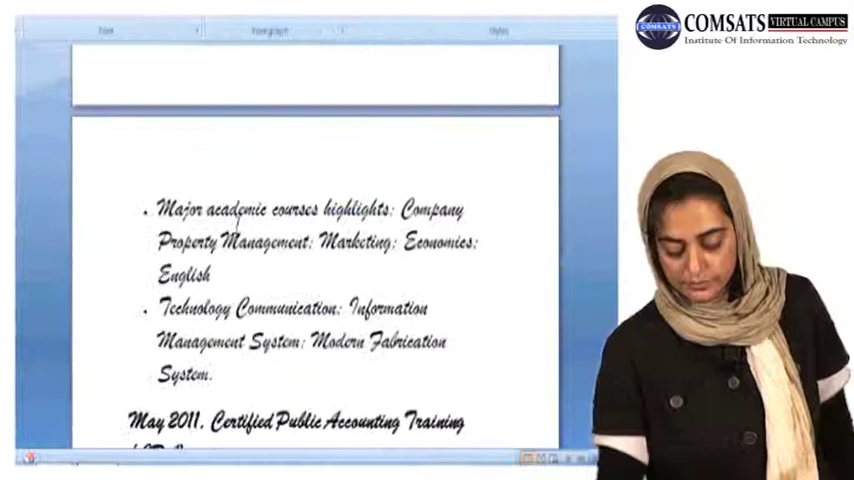 Font Paragraph Styles
COMSATS VIRTUAL CAMPUS
Institute Of Information Technology
COMSATS
Major academic courses highlights: Company
Property Management; Marketing; Economics;
English
Technology Communication; Information
Management System; Modern Fabrication
System.
May 2011, Certified Public Accounting Training